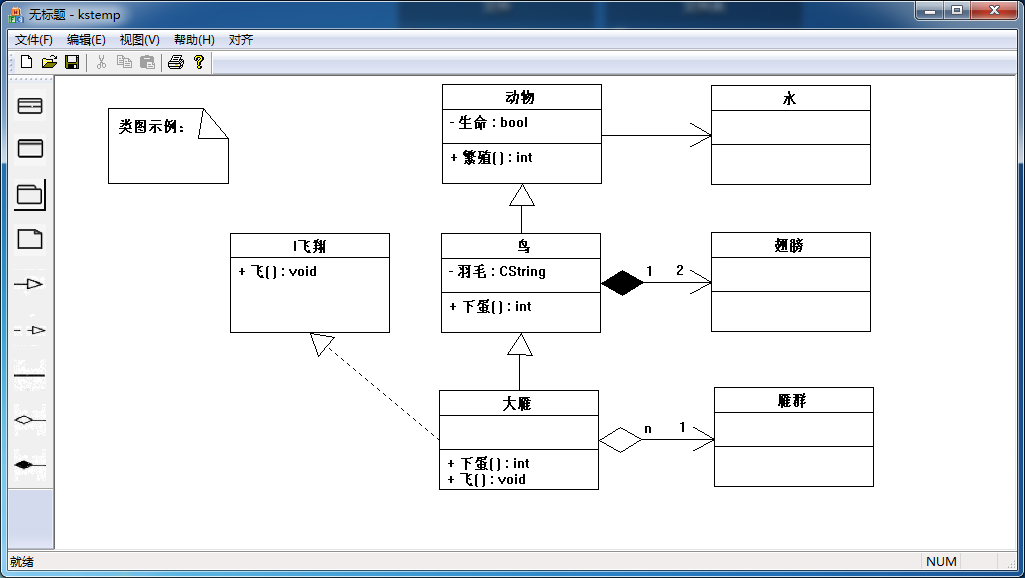 无标题 - kstemp
文件(F) 编辑(E) 视图(V) 帮助(H) 对齐
类图示例：
动物
- 生命 : bool
+ 繁殖() : int
水
I飞翔
+ 飞() : void
鸟
- 羽毛 : CString
+ 下蛋() : int
1 2
翅膀
大雁
+ 下蛋() : int
+ 飞() : void
n 1
雁群
就绪
NUM